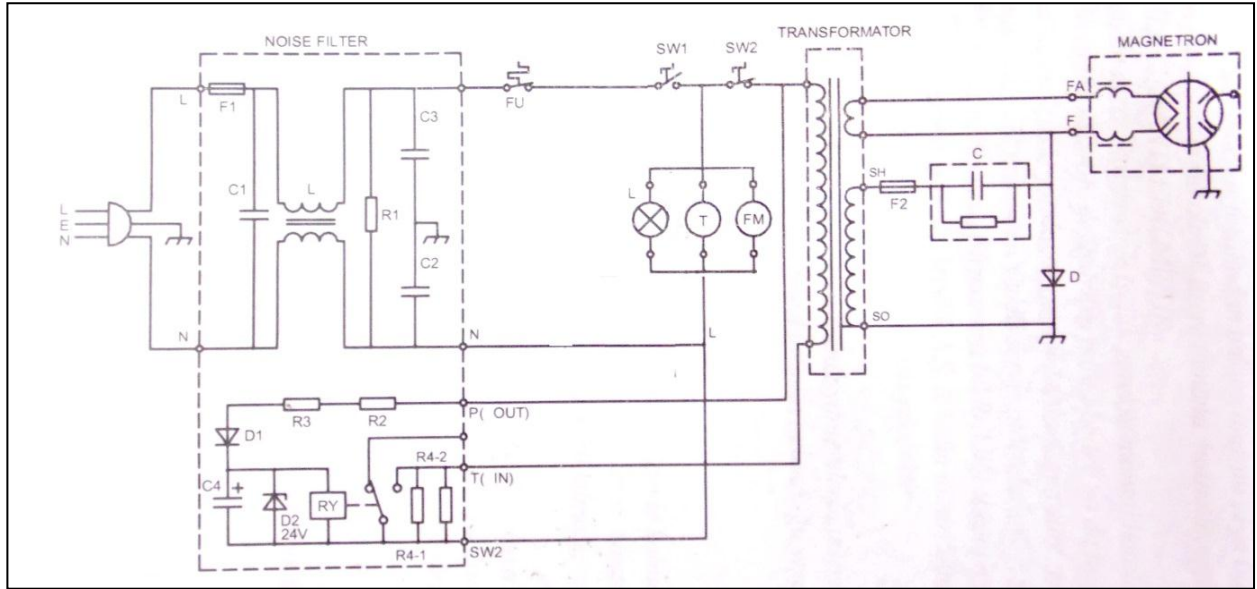 NOISE FILTER
SW1
SW2
TRANSFORMATOR
MAGNETRON
L
F1
FU
FA
F
C3
C1
L
R1
L
E
N
C2
N
N
L
T
FM
L
SH
F2
C
D
SO
P( OUT)
R3
R2
D1
R4-2
T( IN)
C4
+
D2
24V
RY
R4-1
SW2